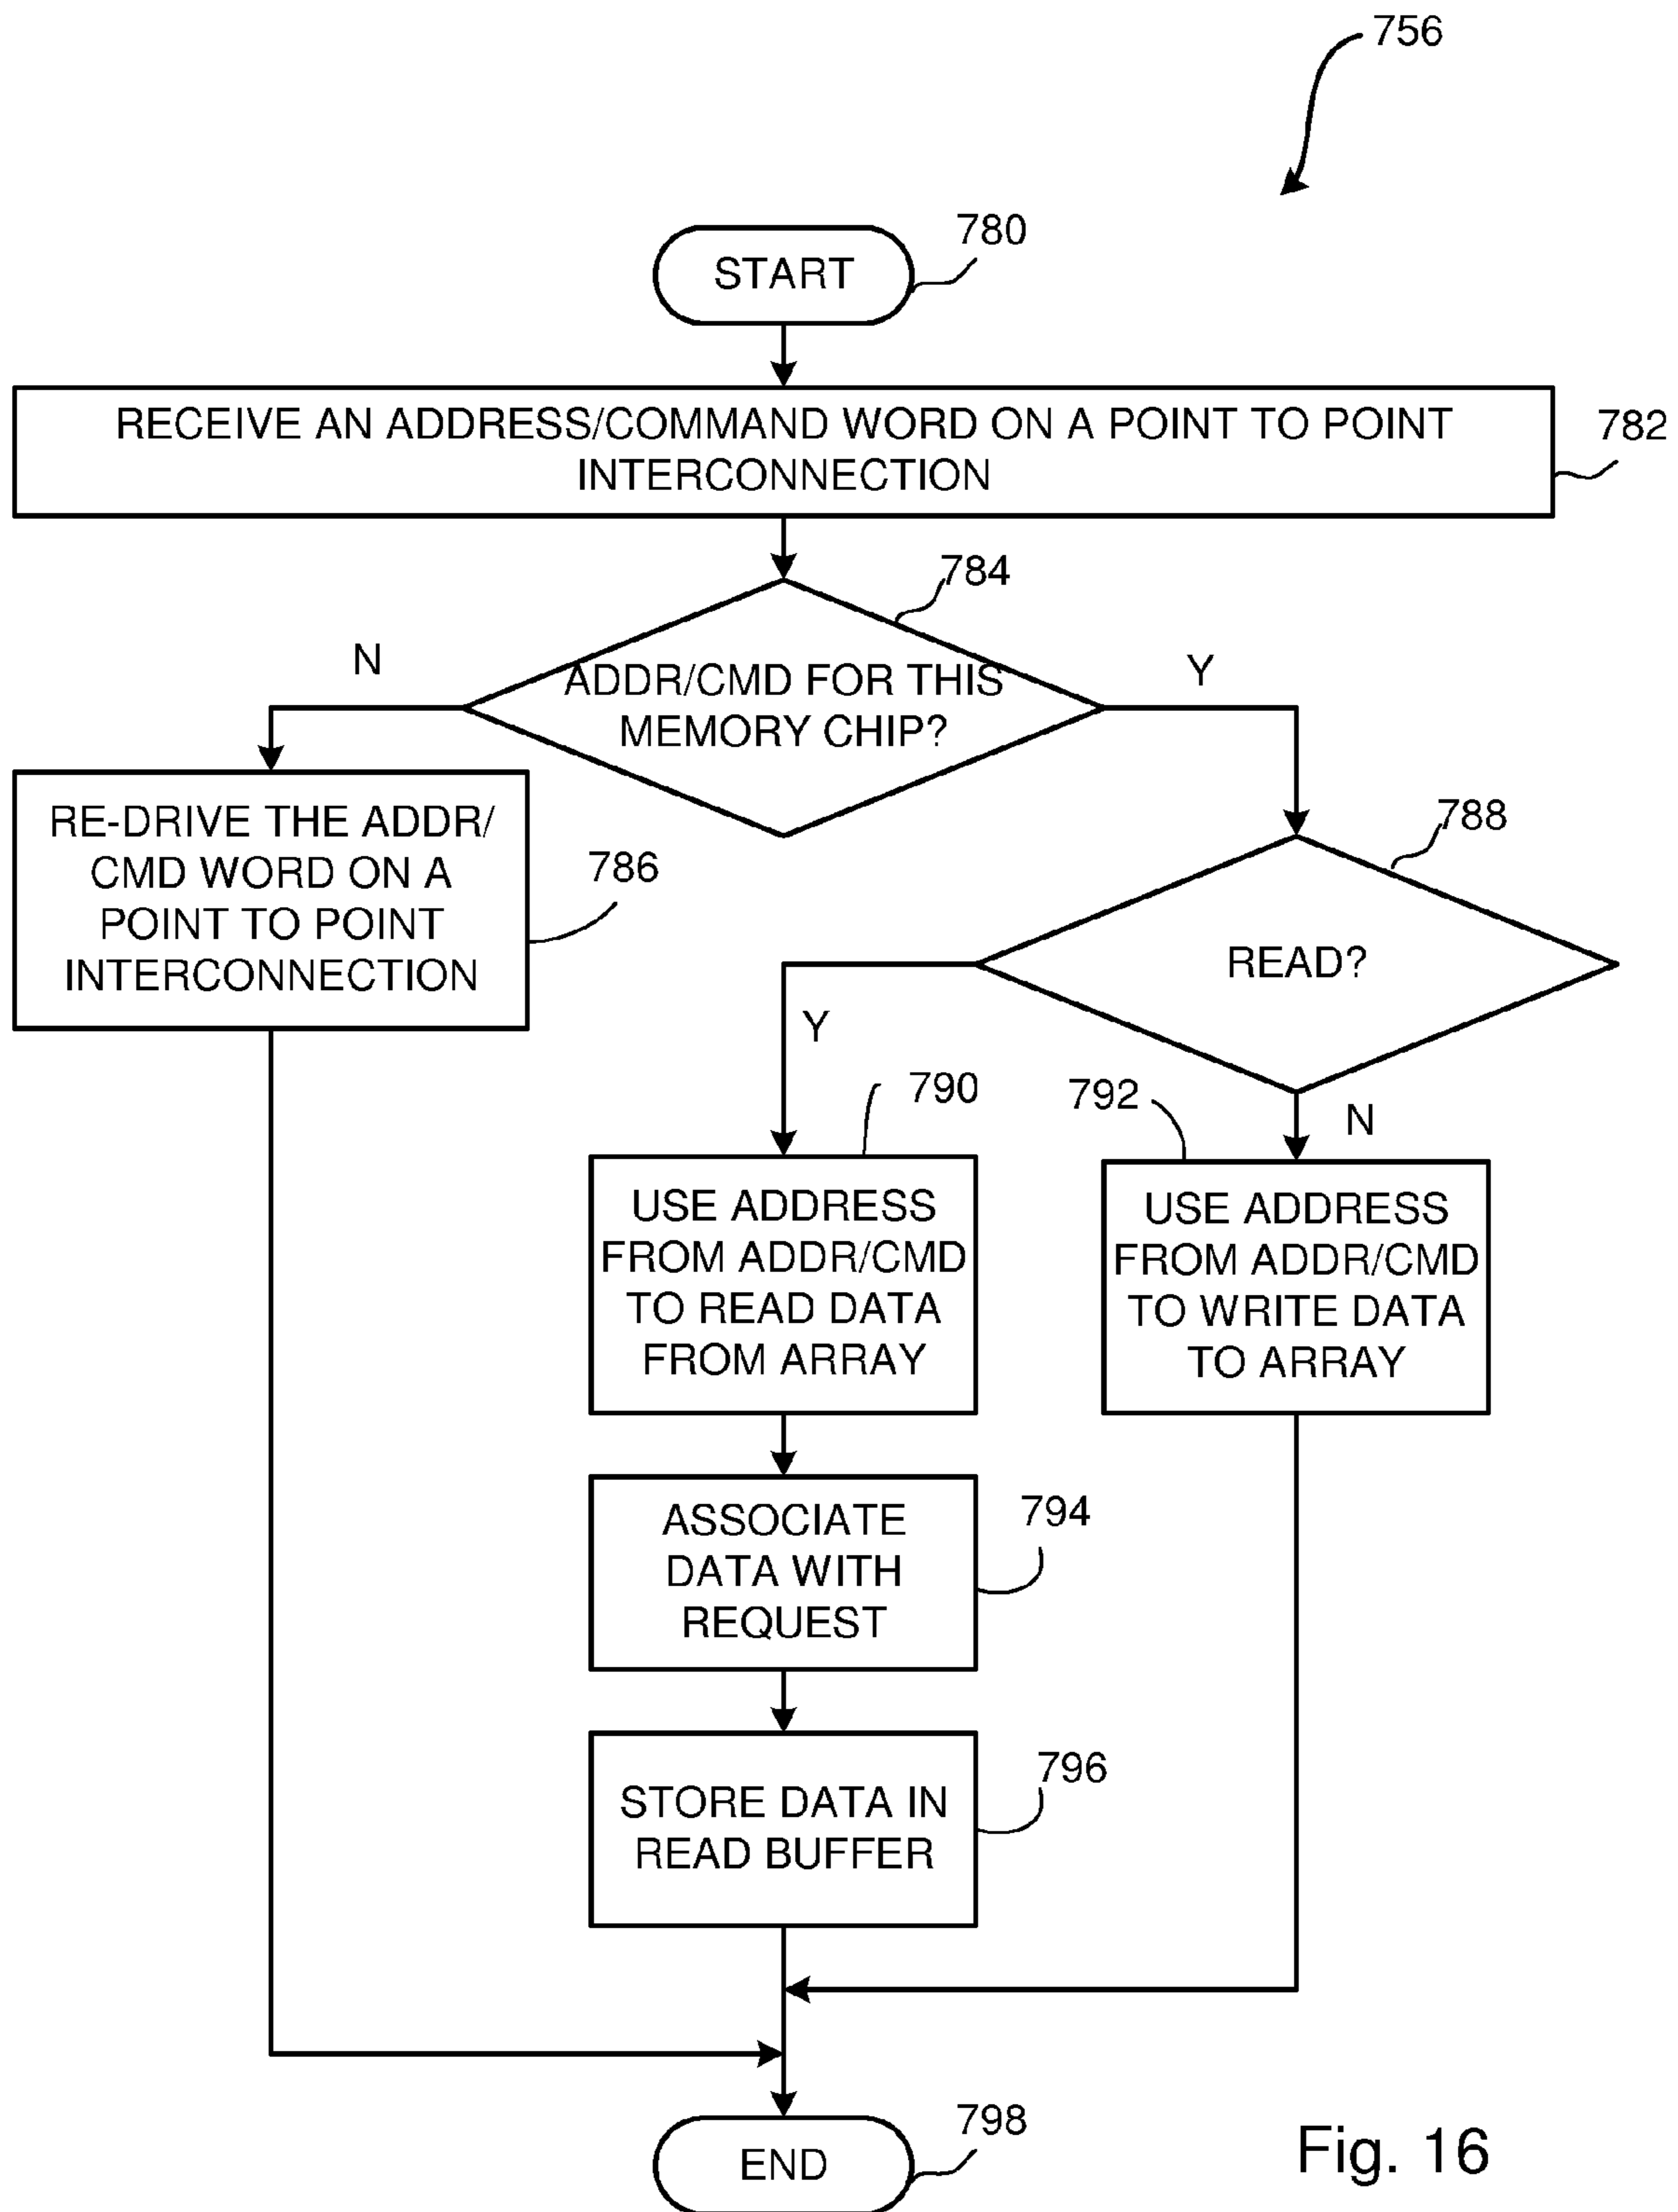 756
START
780
RECEIVE AN ADDRESS/COMMAND WORD ON A POINT TO POINT
INTERCONNECTION
782
784
N
ADDR/CMD FOR THIS
MEMORY CHIP?
Y
RE-DRIVE THE ADDR/
CMD WORD ON A
POINT TO POINT
INTERCONNECTION
786
788
READ?
Y
N
790
USE ADDRESS
FROM ADDR/CMD
TO READ DATA
FROM ARRAY
792
USE ADDRESS
FROM ADDR/CMD
TO WRITE DATA
TO ARRAY
ASSOCIATE
DATA WITH
REQUEST
794
STORE DATA IN
READ BUFFER
796
END
798
Fig. 16